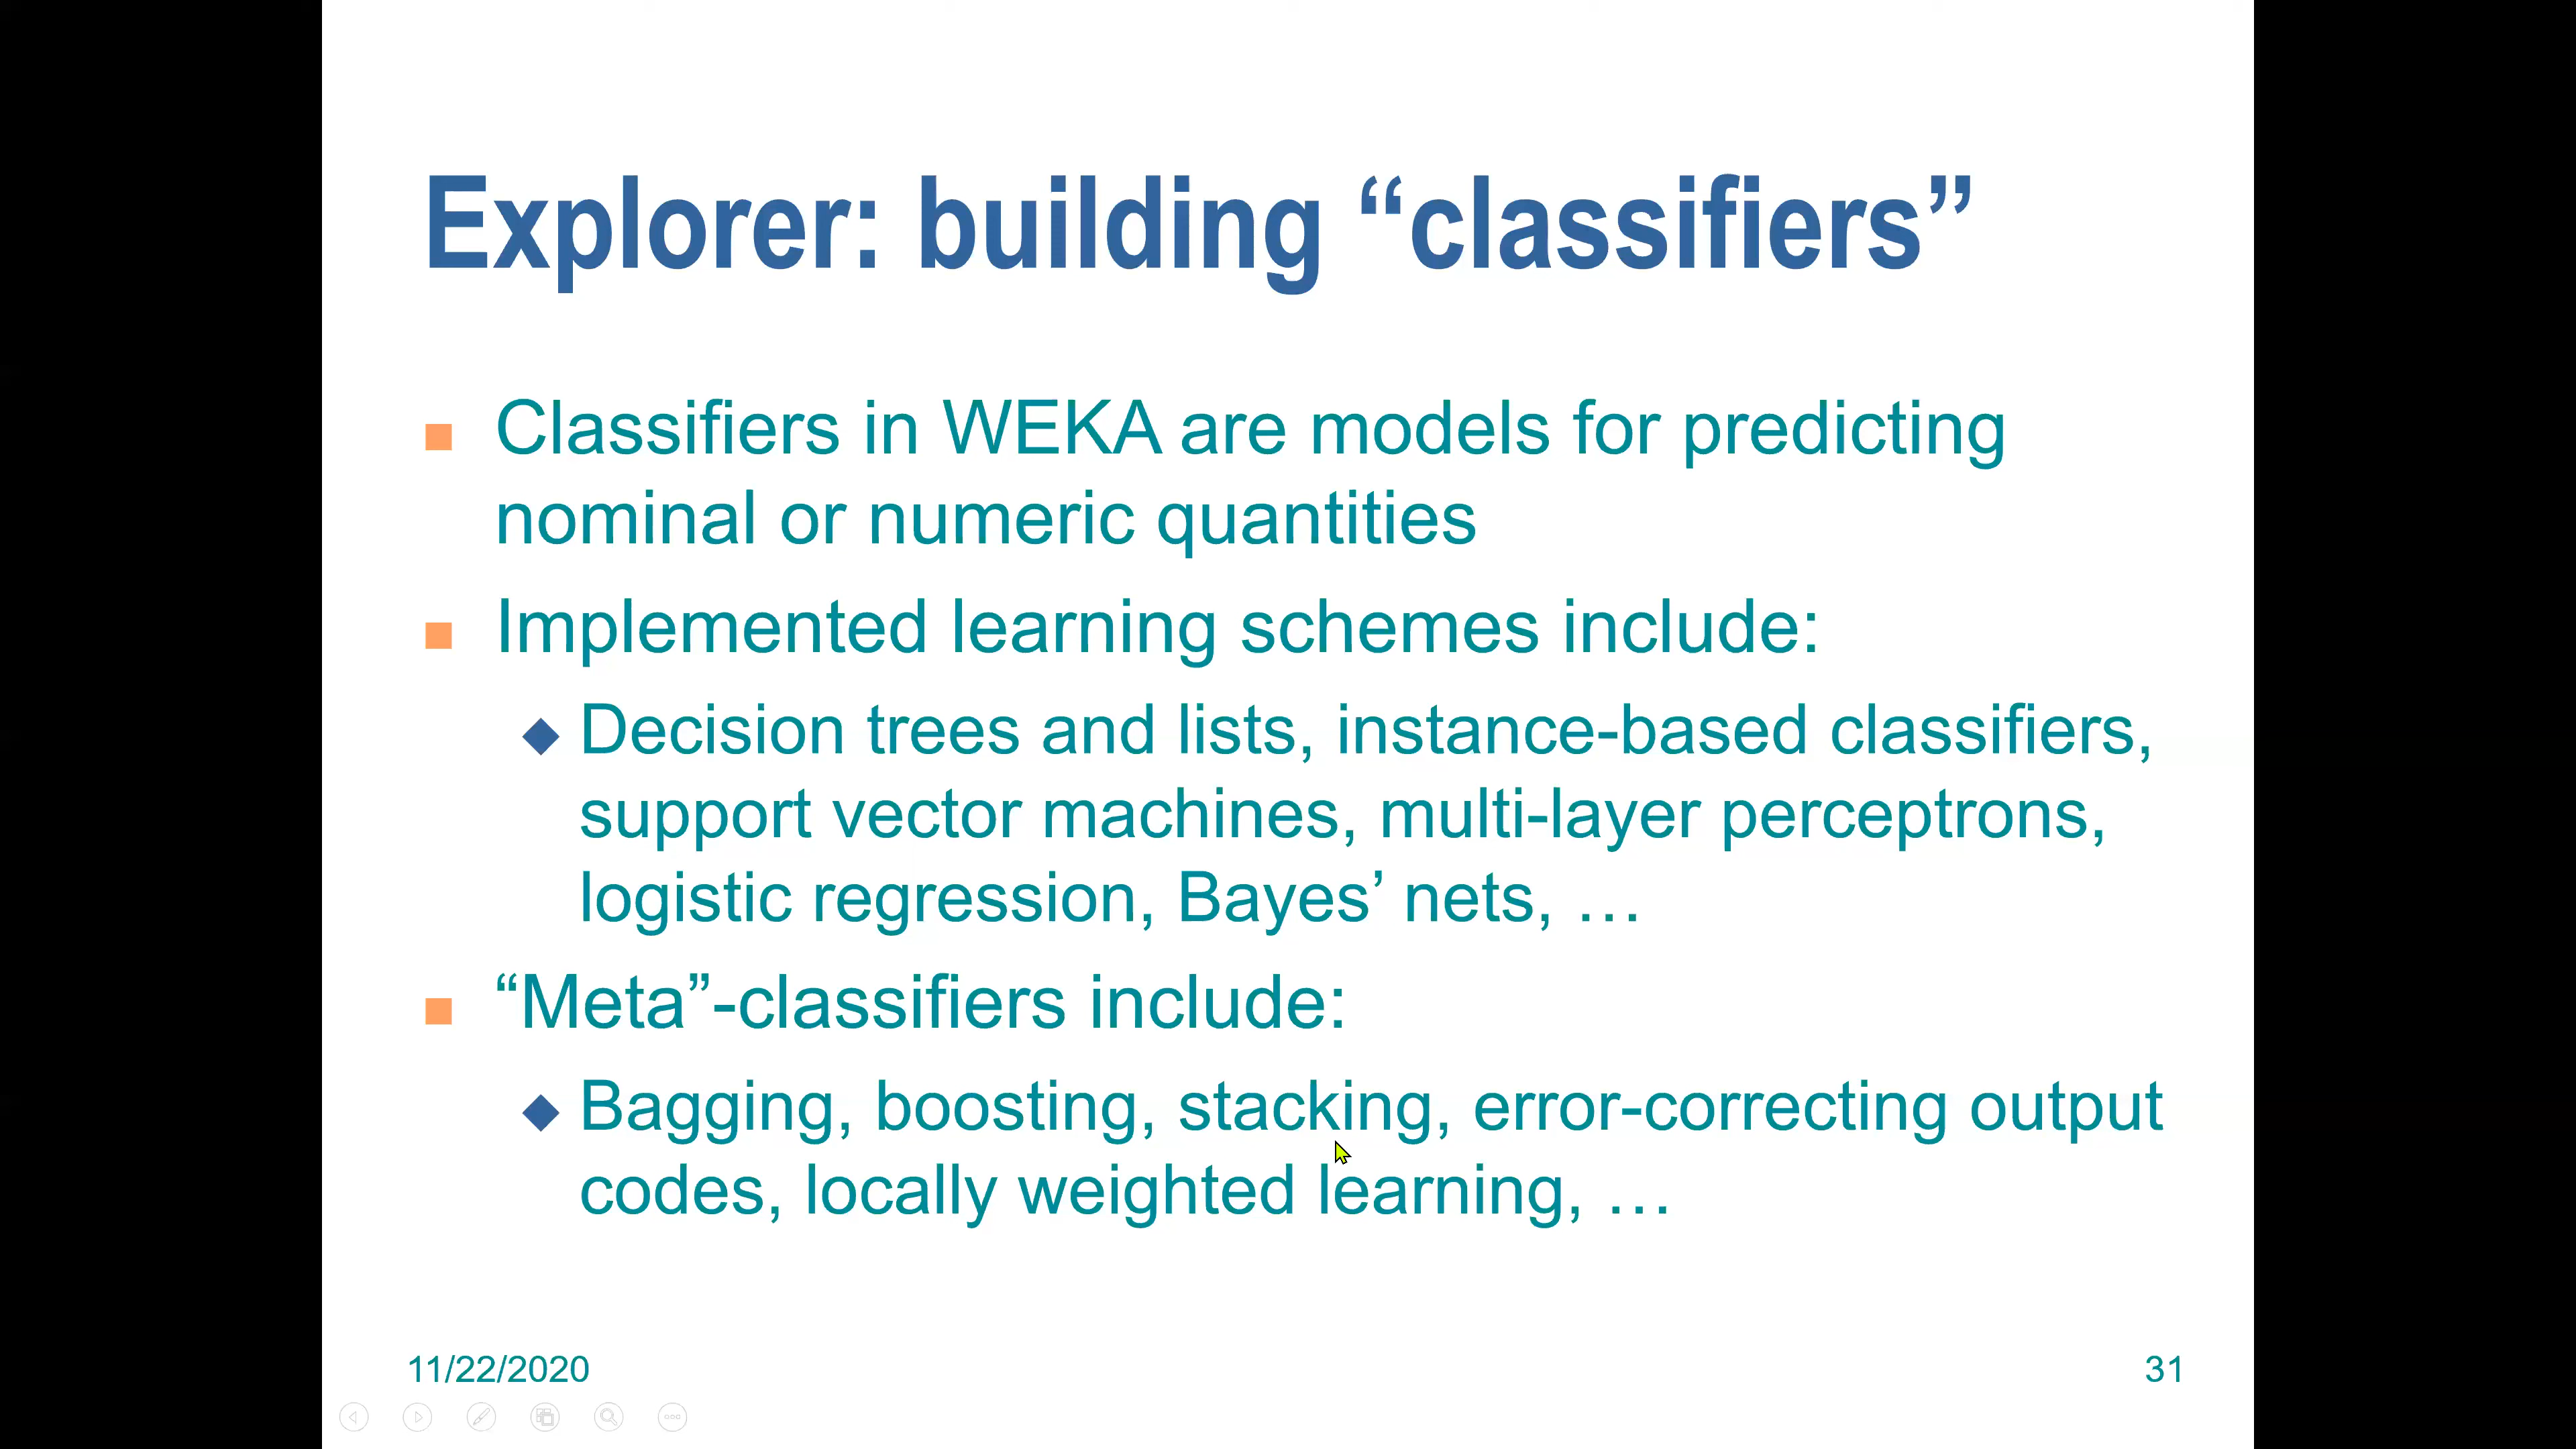 Explorer: building “classifiers”
Classifiers in WEKA are models for predicting
nominal or numeric quantities
Implemented learning schemes include:
Decision trees and lists, instance-based classifiers,
support vector machines, multi-layer perceptrons,
logistic regression, Bayes’ nets, …
“Meta”-classifiers include:
Bagging, boosting, stacking, error-correcting output
codes, locally weighted learning, …
11/22/2020
31